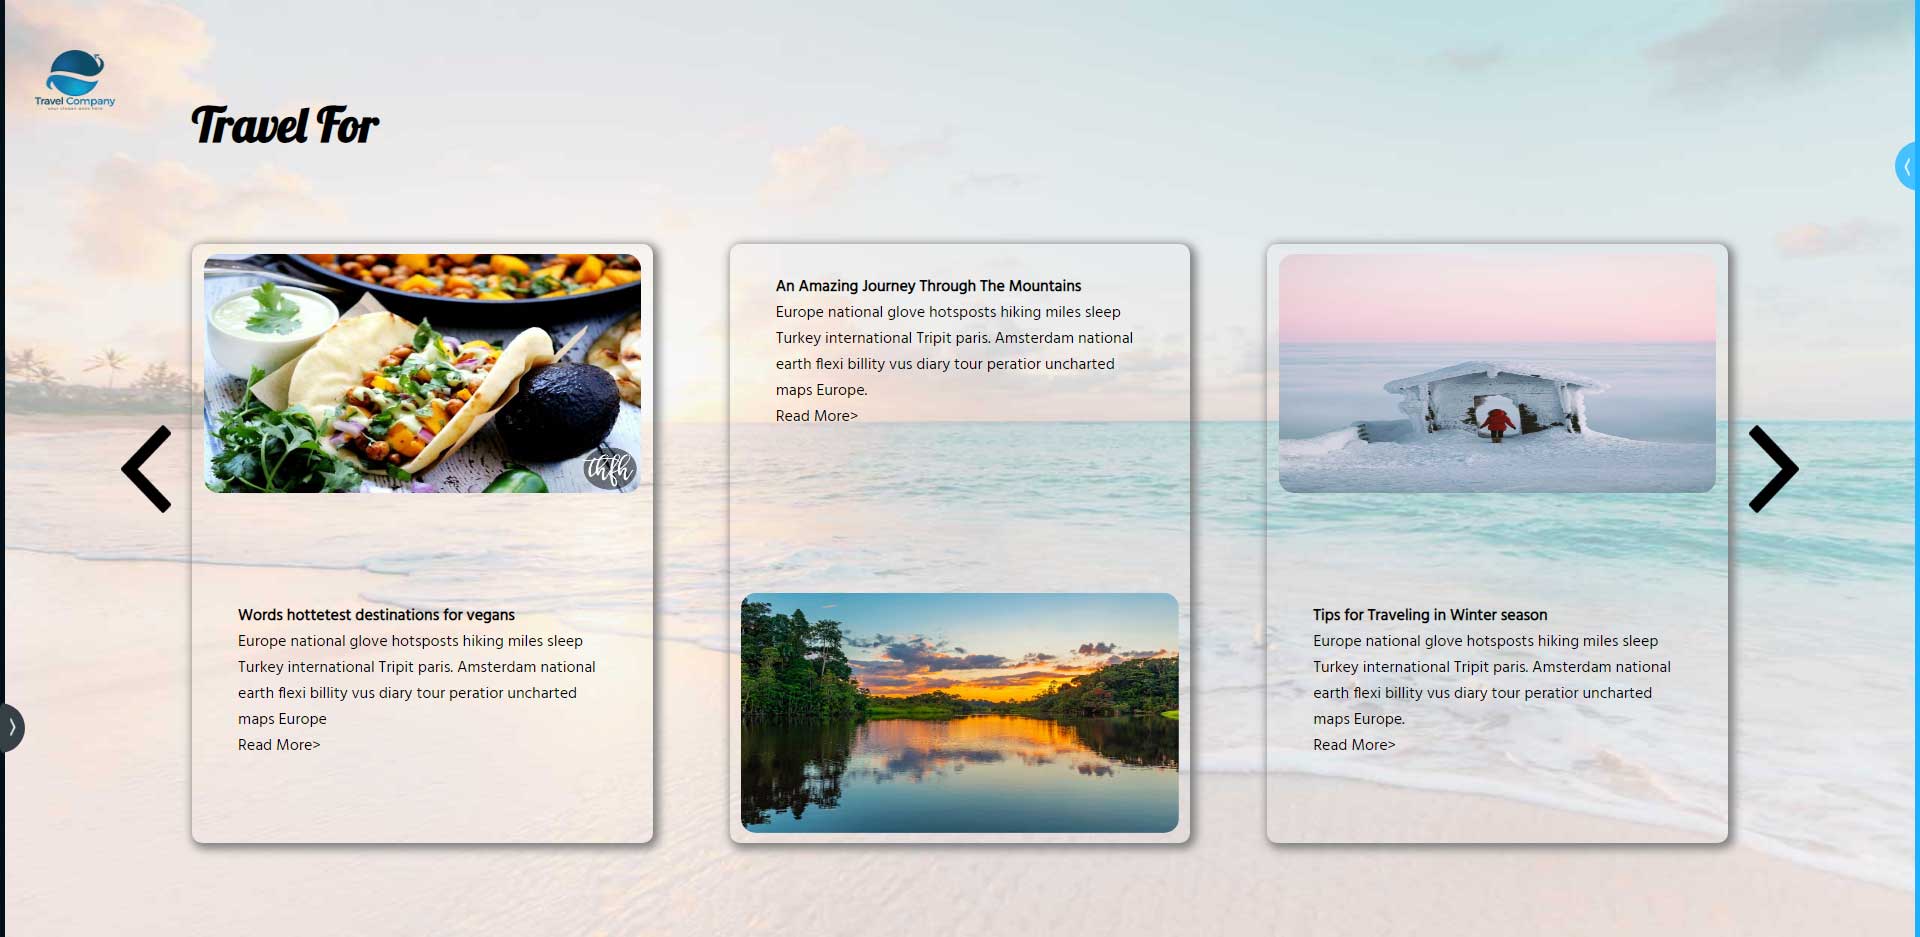 Travel Company
Travel For
thfh
Words hottetest destinations for vegans
Europe national glove hotsposts hiking miles sleep
Turkey international Tripit paris. Amsterdam national
earth flexi billity vus diary tour peratior uncharted
maps Europe
Read More>
An Amazing Journey Through The Mountains
Europe national glove hotsposts hiking miles sleep
Turkey international Tripit paris. Amsterdam national
earth flexi billity vus diary tour peratior uncharted
maps Europe.
Read More>
Tips for Traveling in Winter season
Europe national glove hotsposts hiking miles sleep
Turkey international Tripit paris. Amsterdam national
earth flexi billity vus diary tour peratior uncharted
maps Europe.
Read More>